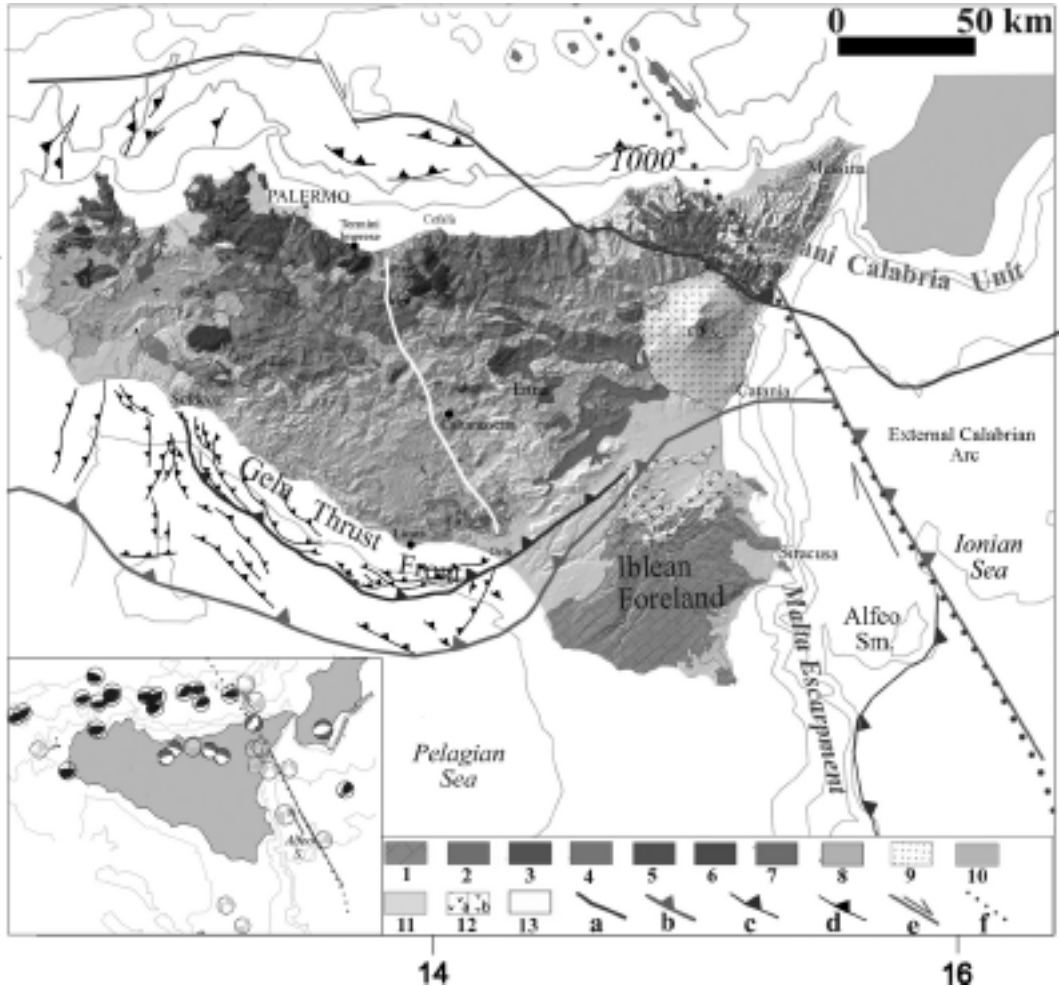 0 50 km
1000
Messina
PALERMO
Termini
Imerese
Cefalù
ani Calabria Unit
Enna
Catania
Caltanissetta
Sciacca
External Calabrian
Arc
Gela Thrust Front
Licata
Gela
Siracusa
Ionian
Sea
Iblean
Foreland
Alfeo
Sm.
Malta Escarpment
Pelagian
Sea
Alfeo
S.
1 2 3 4 5 6 7 8 9 10
a b
11 12 13 a b c d e f
14 16